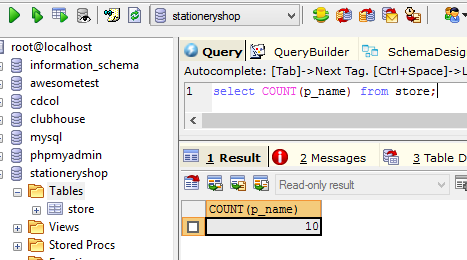 stationeryshop
root@localhost
information_schema
awesometest
cdcol
clubhouse
mysql
phpmyadmin
stationeryshop
Tables
store
Views
Stored Procs
Query
QueryBuilder
SchemaDesig
Autocomplete: [Tab]->Next Tag. [Ctrl+Space]->L
1 select COUNT(p_name) from store;
1 Result
2 Messages
3 Table D
Read-only result
COUNT(p_name)
10